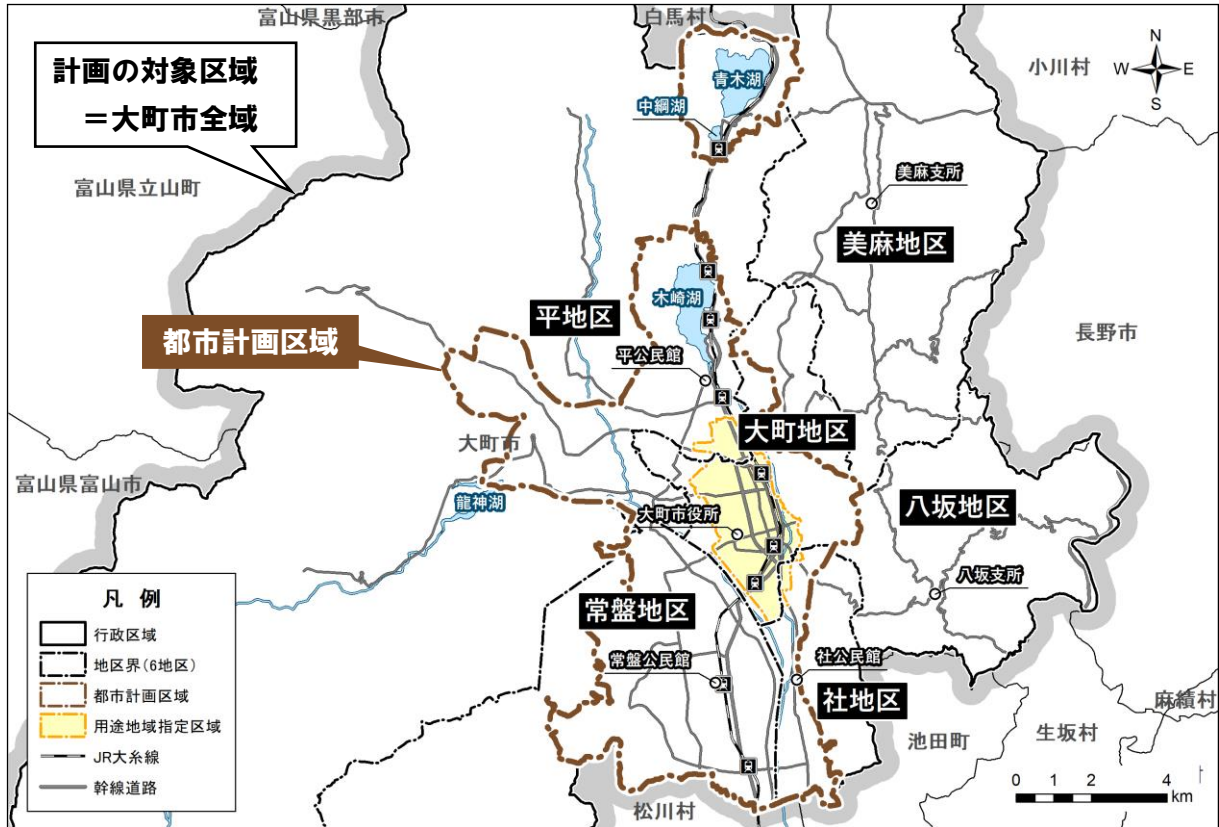 富山県黒部市
白馬村
計画の対象区域
＝大町市全域
青木湖
小川村
N
W
E
S
中綱湖
富山県立山町
美麻支所
美麻地区
木崎湖
平地区
長野市
都市計画区域
平公民館
大町地区
大町市
富山県富山市
龍神湖
大町市役所
八坂地区
八坂支所
凡 例
行政区域
地区界(6地区)
都市計画区域
用途地域指定区域
JR大糸線
幹線道路
常盤地区
常盤公民館
社公民館
社地区
麻績村
生坂村
池田町
松川村
0 1 2 4
km